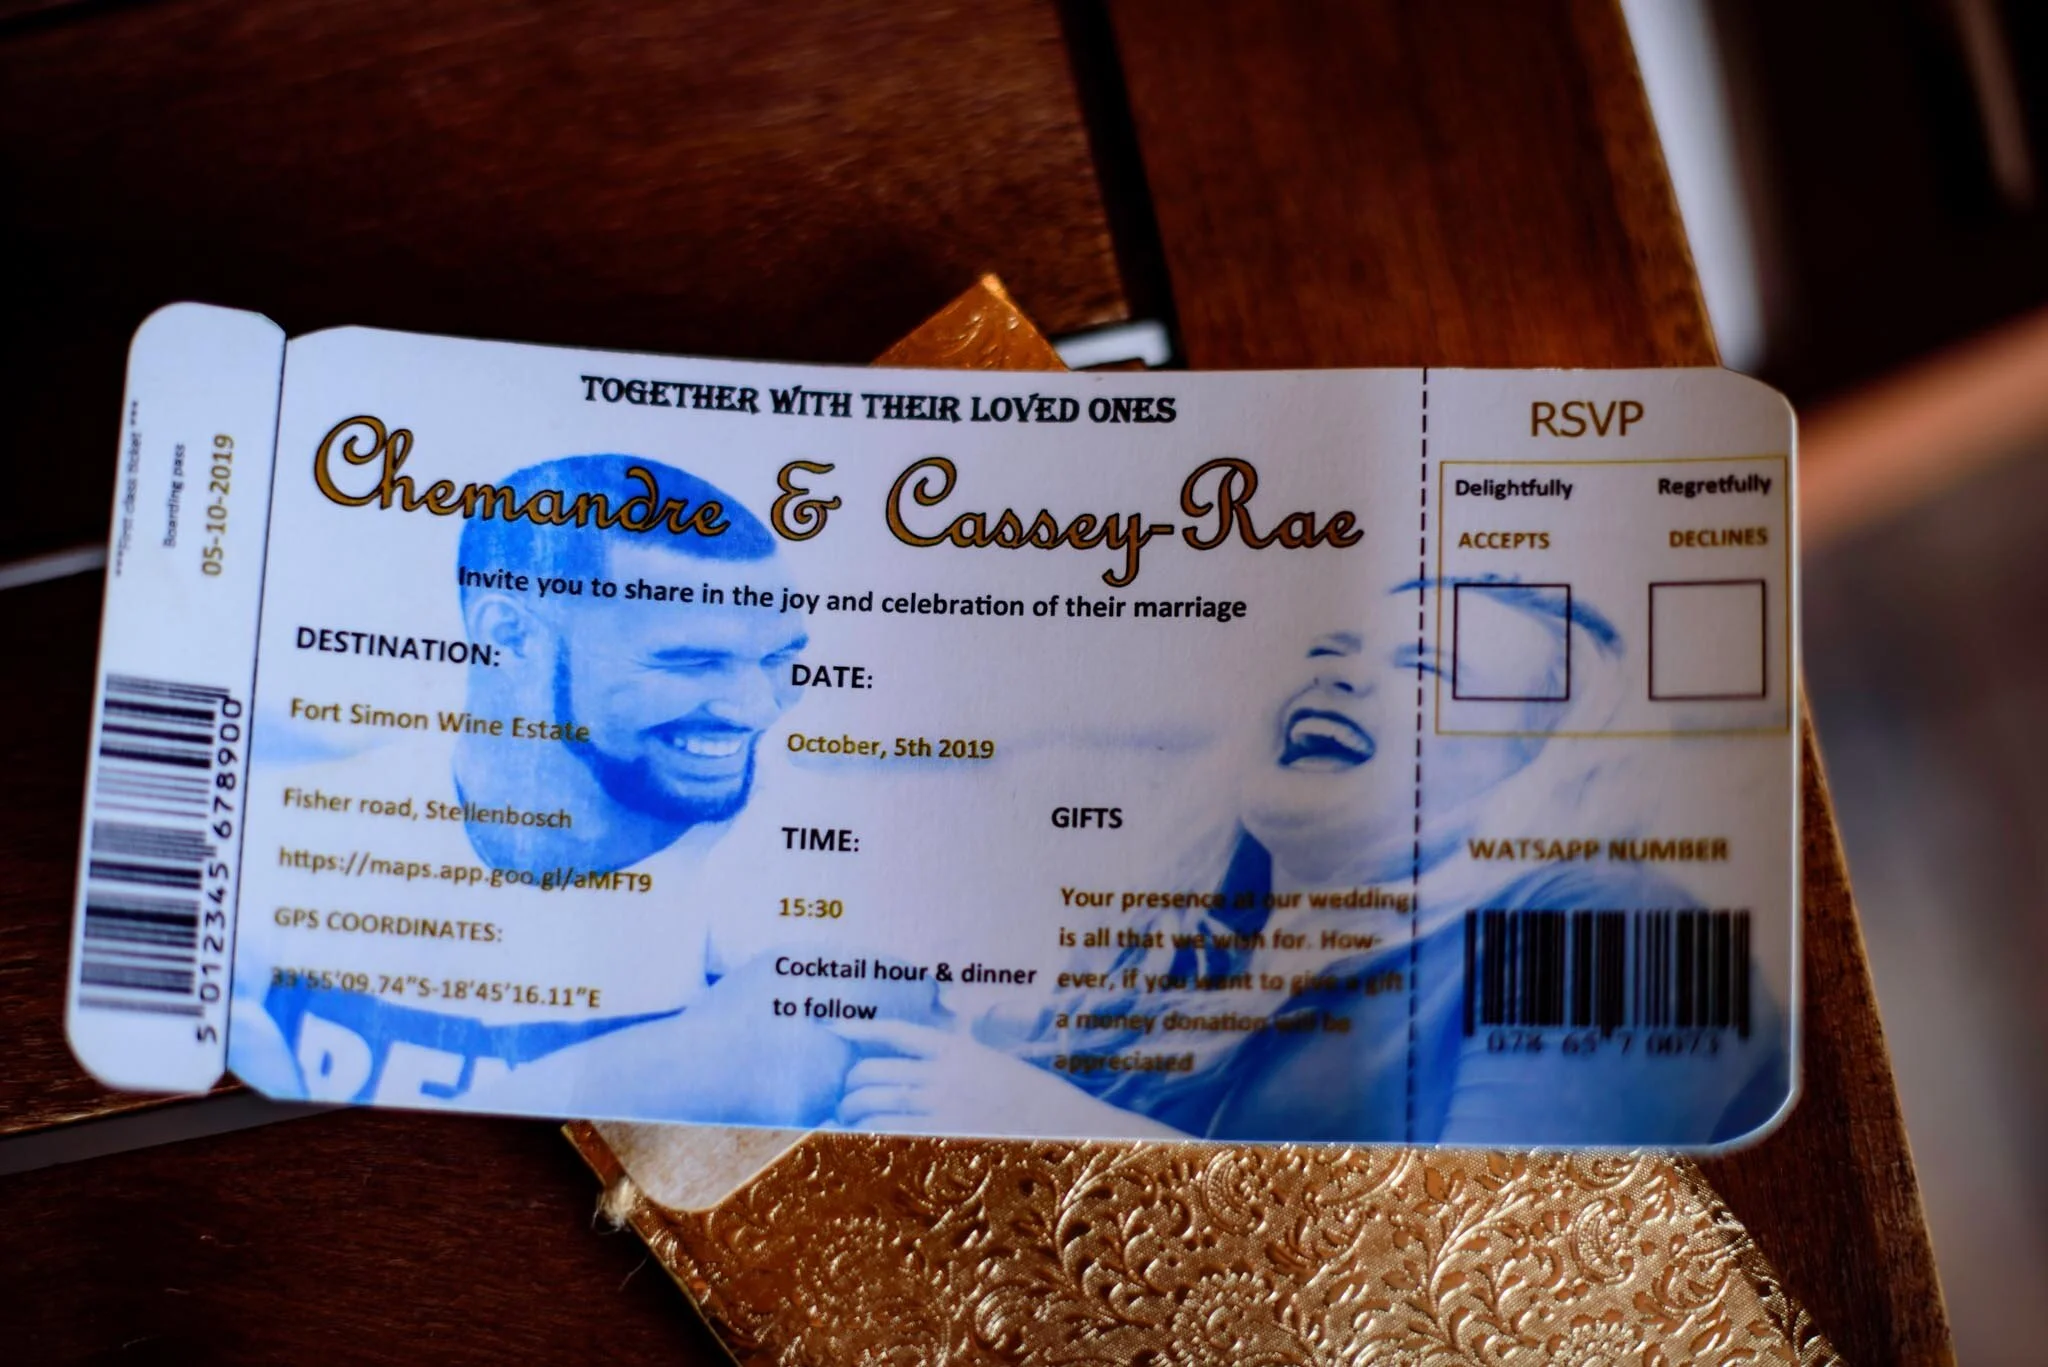 ***First class ticket ***
Boarding pass
05-10-2019
5 012345 678900
TOGETHER WITH THEIR LOVED ONES
Chemandre & Cassey-Rae
Invite you to share in the joy and celebration of their marriage
DESTINATION:
Fort Simon Wine Estate
Fisher road, Stellenbosch
https://maps.app.goo.gl/aMFT9
GPS COORDINATES:
33'55'09.74"S-18'45'16.11"E
DATE:
October, 5th 2019
TIME:
15:30
Cocktail hour & dinner
to follow
GIFTS
Your presence at our wedding
is all that we wish for. How-
ever, if you want to give a gift
a money donation will be
appreciated
RSVP
Delightfully Regretfully
ACCEPTS DECLINES
WATSAPP NUMBER